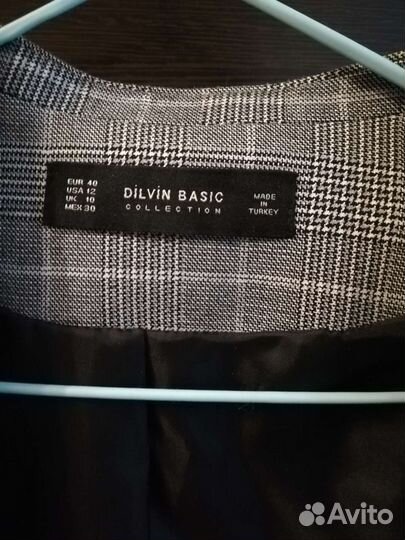 EUR 40
USA 12
UK 10
MEX 30
DİLVİN BASIC
COLLECTION
MADE
IN
TURKEY
Avito